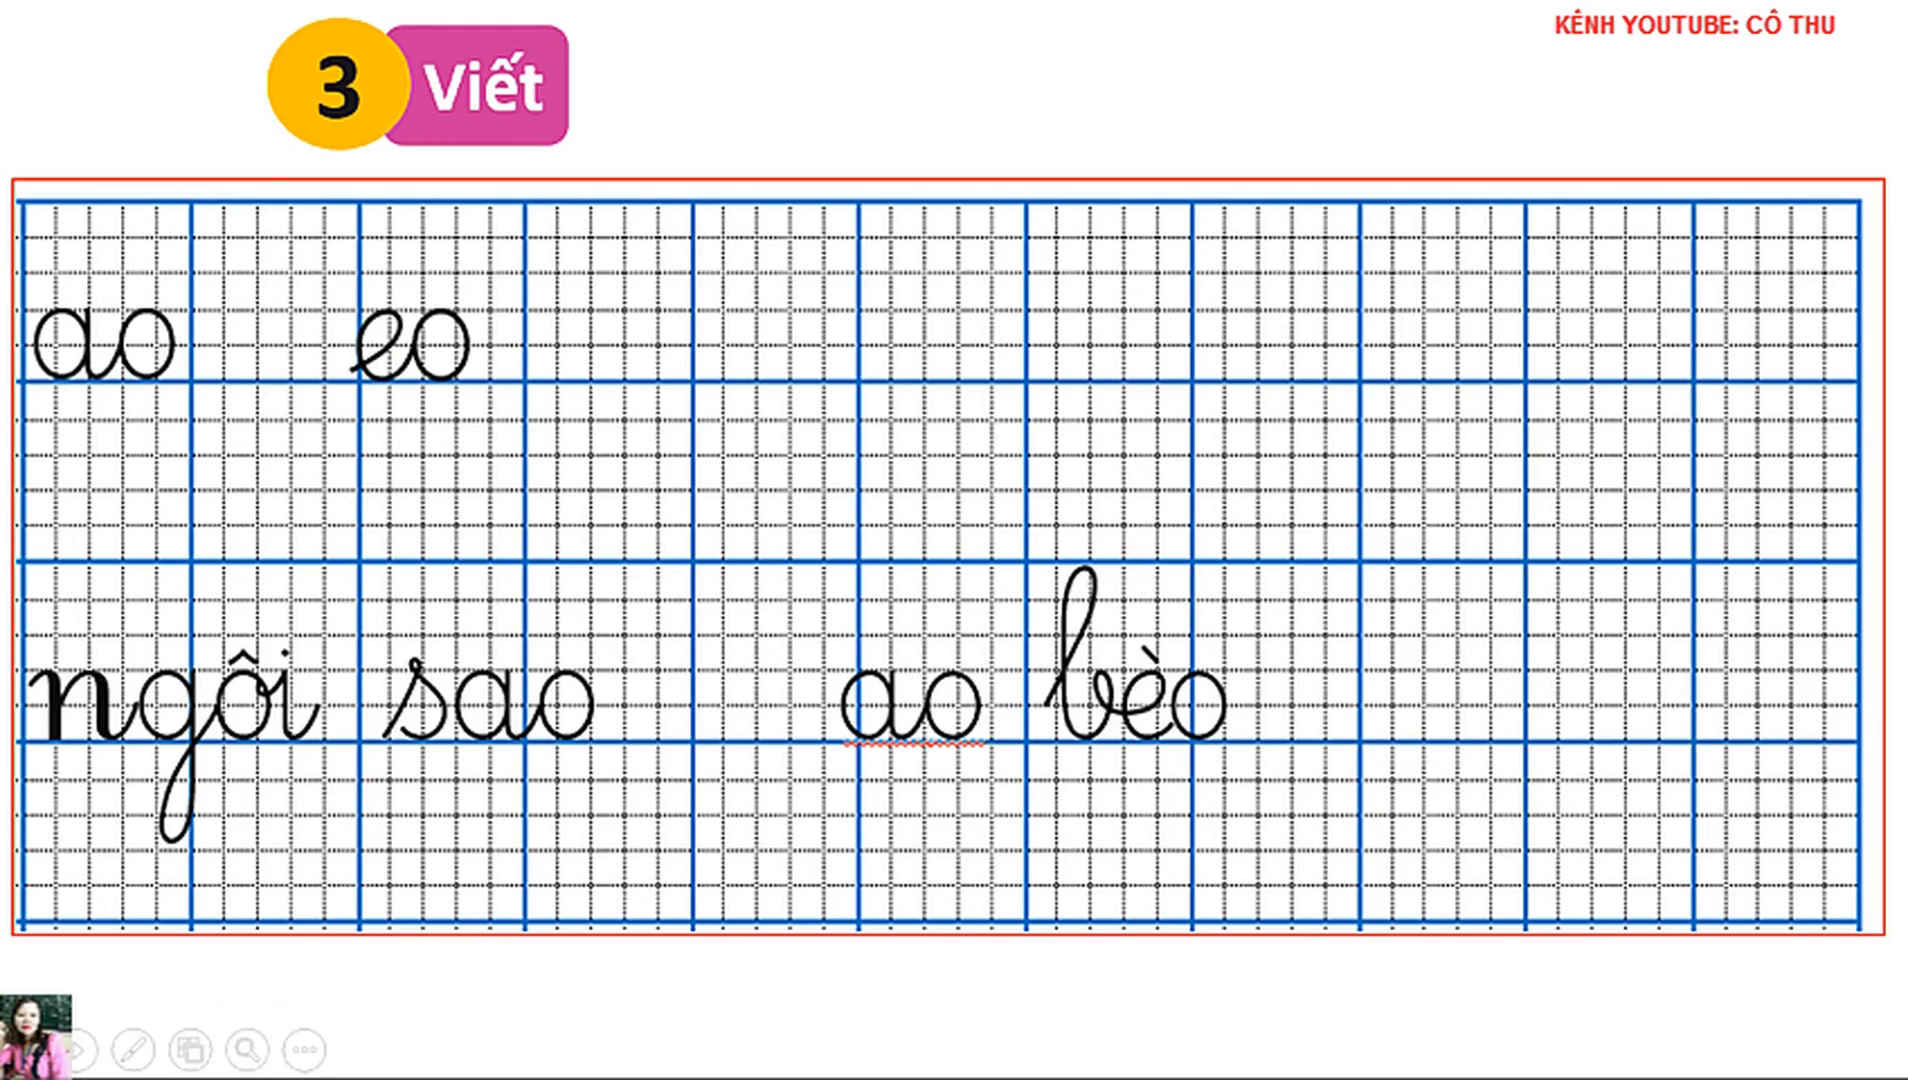 KÊNH YOUTUBE: CÔ THU
3 Viết
ao eo
ngôi sao ao bèo